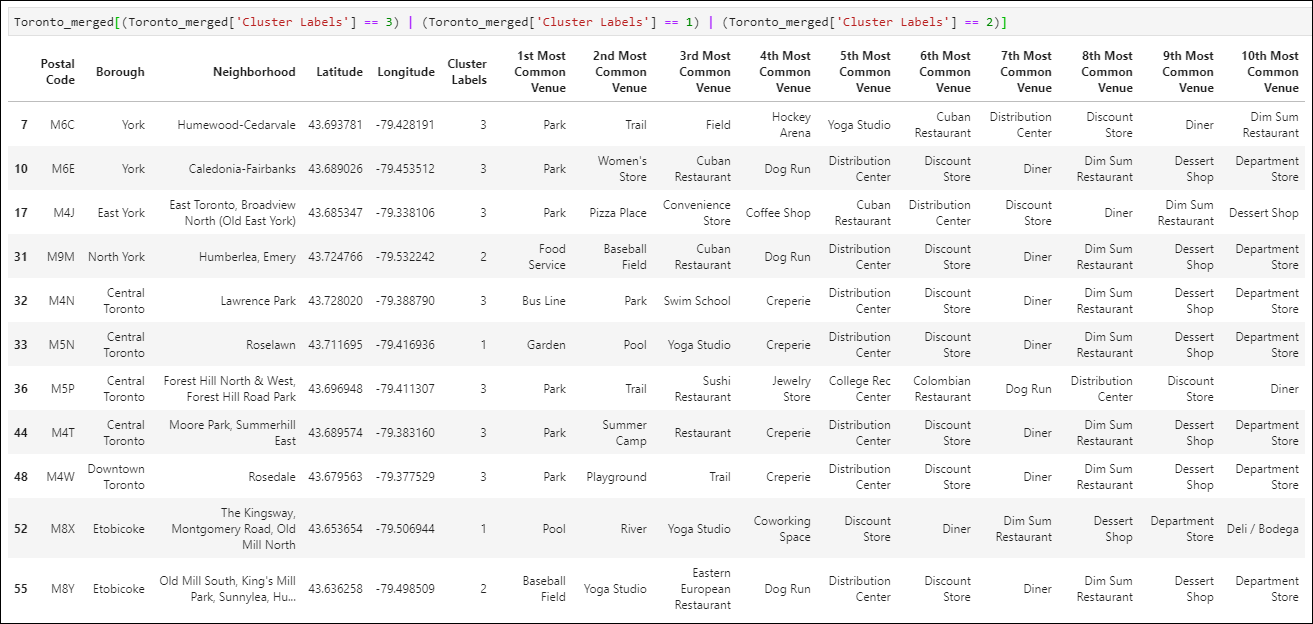 Toronto_merged[(Toronto_merged['Cluster Labels'] == 3) | (Toronto_merged['Cluster Labels'] == 1) | (Toronto_merged['Cluster Labels'] == 2)]
Postal Code Borough Neighborhood Latitude Longitude Cluster Labels 1st Most Common Venue 2nd Most Common Venue 3rd Most Common Venue 4th Most Common Venue 5th Most Common Venue 6th Most Common Venue 7th Most Common Venue 8th Most Common Venue 9th Most Common Venue 10th Most Common Venue
7 M6C York Humewood-Cedarvale 43.693781 -79.428191 3 Park Trail Field Hockey Arena Yoga Studio Cuban Restaurant Distribution Center Discount Store Diner Dim Sum Restaurant
10 M6E York Caledonia-Fairbanks 43.689026 -79.453512 3 Park Women's Store Cuban Restaurant Dog Run Distribution Center Discount Store Diner Dim Sum Restaurant Dessert Shop Department Store
17 M4J East York East Toronto, Broadview North (Old East York) 43.685347 -79.338106 3 Park Pizza Place Convenience Store Coffee Shop Cuban Restaurant Distribution Center Discount Store Diner Dim Sum Restaurant Dessert Shop
31 M9M North York Humberlea, Emery 43.724766 -79.532242 2 Food Service Baseball Field Cuban Restaurant Dog Run Distribution Center Discount Store Diner Dim Sum Restaurant Dessert Shop Department Store
32 M4N Central Toronto Lawrence Park 43.728020 -79.388790 3 Bus Line Park Swim School Creperie Distribution Center Discount Store Diner Dim Sum Restaurant Dessert Shop Department Store
33 M5N Central Toronto Roselawn 43.711695 -79.416936 1 Garden Pool Yoga Studio Creperie Distribution Center Discount Store Diner Dim Sum Restaurant Dessert Shop Department Store
36 M5P Central Toronto Forest Hill North & West, Forest Hill Road Park 43.696948 -79.411307 3 Park Trail Sushi Restaurant Jewelry Store College Rec Center Colombian Restaurant Dog Run Distribution Center Discount Store Diner
44 M4T Central Toronto Moore Park, Summerhill East 43.689574 -79.383160 3 Park Summer Camp Restaurant Creperie Distribution Center Discount Store Diner Dim Sum Restaurant Dessert Shop Department Store
48 M4W Downtown Toronto Rosedale 43.679563 -79.377529 3 Park Playground Trail Creperie Distribution Center Discount Store Diner Dim Sum Restaurant Dessert Shop Department Store
52 M8X Etobicoke The Kingsway, Montgomery Road, Old Mill North 43.653654 -79.506944 1 Pool River Yoga Studio Coworking Space Discount Store Diner Dim Sum Restaurant Dessert Shop Department Store Deli / Bodega
55 M8Y Etobicoke Old Mill South, King's Mill Park, Sunnylea, Hu... 43.636258 -79.498509 2 Baseball Field Yoga Studio Eastern European Restaurant Dog Run Distribution Center Discount Store Diner Dim Sum Restaurant Dessert Shop Department Store